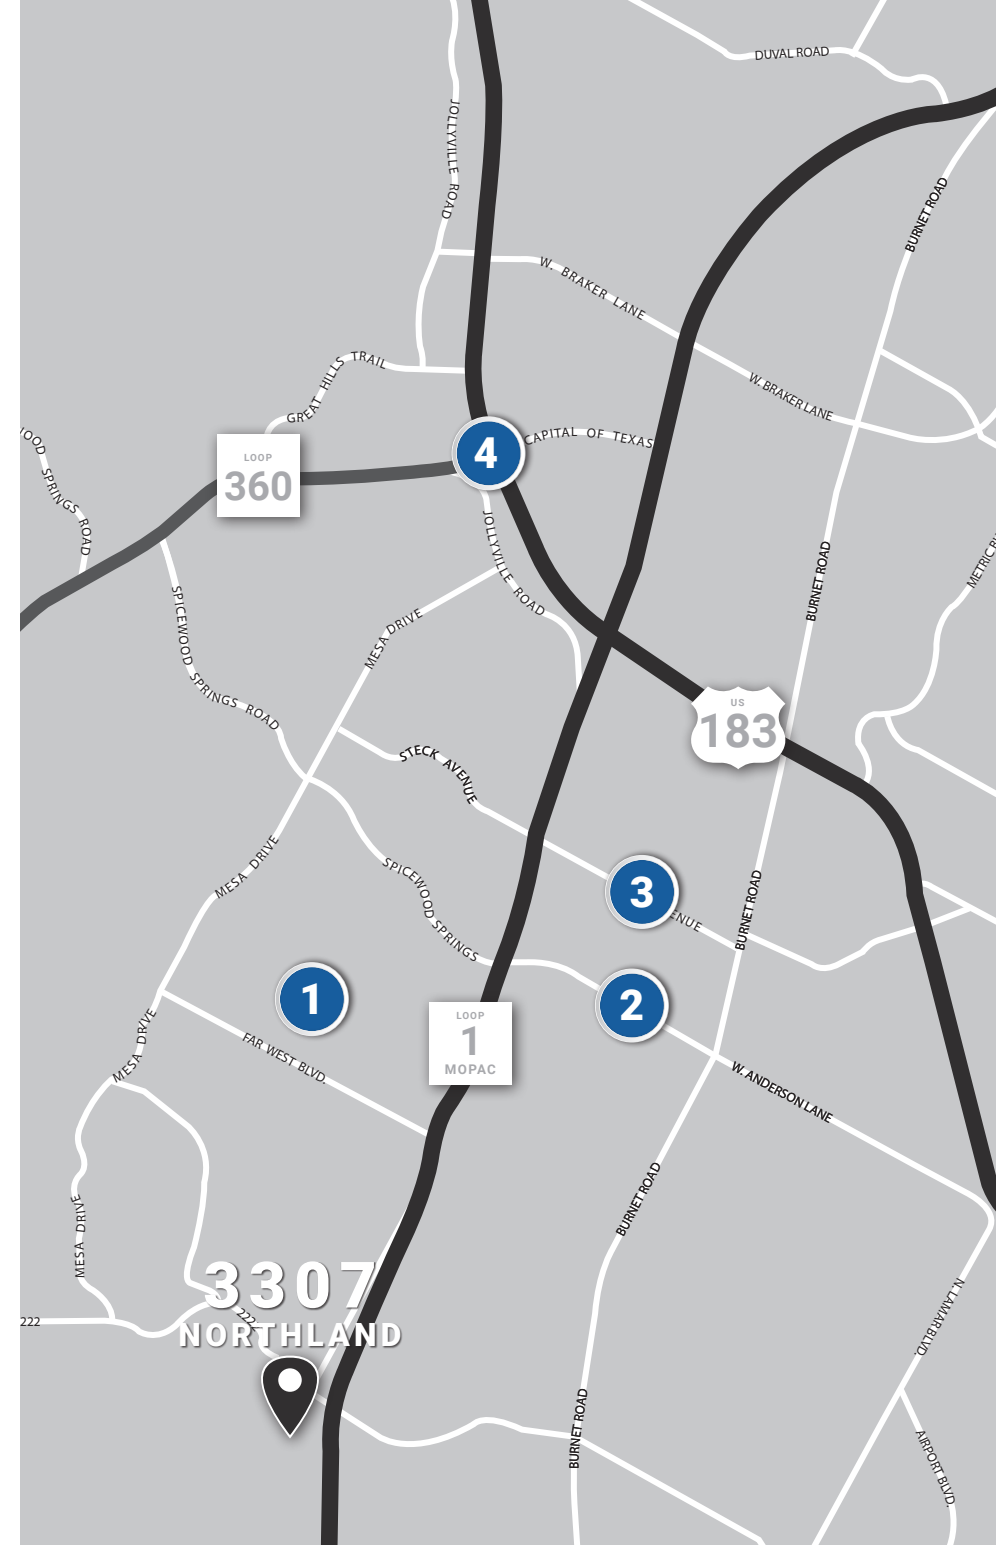 DUVAL ROAD
JOLLYVILLE ROAD
BURNET ROAD
W. BRAKER LANE
GREAT HILLS TRAIL
W. BRAKER LANE
SPRINGS ROAD
LOOP
360
4
CAPITAL OF TEXAS
JOLLYVILLE ROAD
BURNET ROAD
SPICEWOOD SPRINGS ROAD
MESA DRIVE
US
183
STECK AVENUE
MESA DRIVE
SPICEWOOD SPRINGS
3
BURNET ROAD
1
2
LOOP
1
MOPAC
MESA DRIVE
FAR WEST BLVD.
W. ANDERSON LANE
BURNET ROAD
MESA DRIVE
3307
NORTHLAND
222
2222
N. LAMAR BLVD.
BURNET ROAD
AIRPORT BLVD.